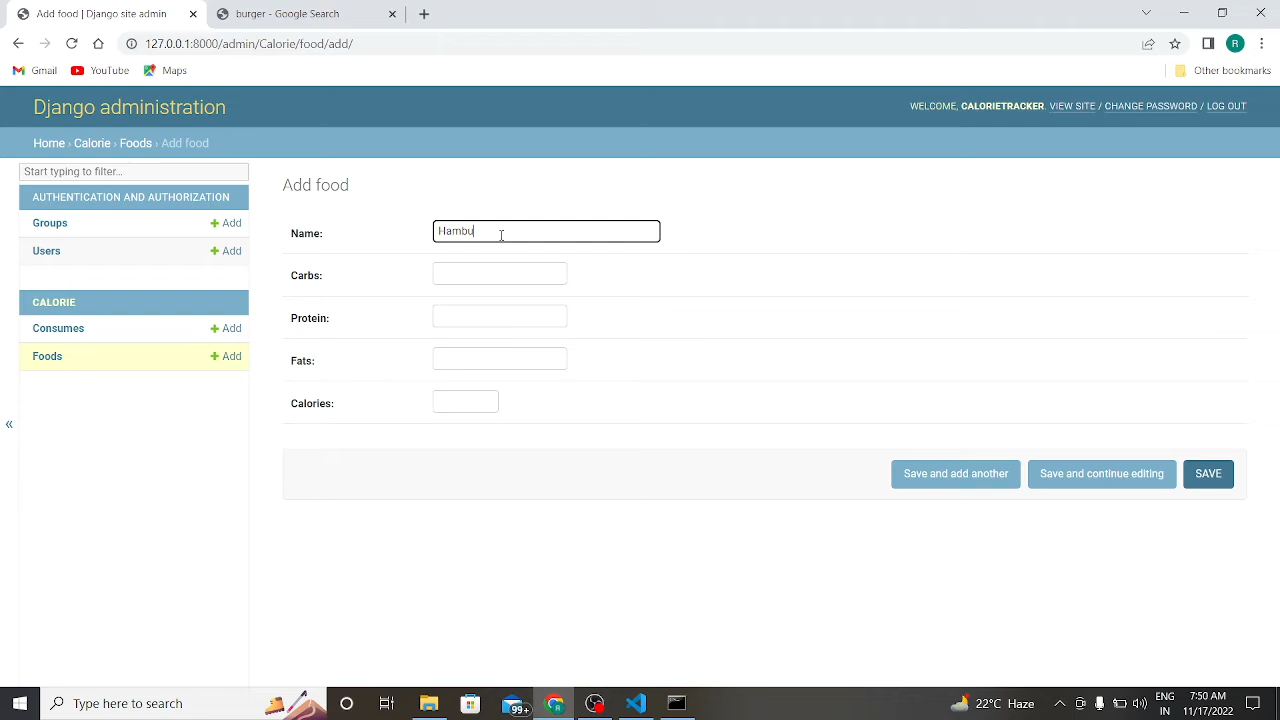 Add food | Django site admin
burger - Google Search
127.0.0.1:8000/admin/Calorie/food/add/
R
Gmail
YouTube
Maps
Other bookmarks
Django administration
WELCOME, CALORIETRACKER. VIEW SITE / CHANGE PASSWORD / LOG OUT
Home › Calorie › Foods › Add food
Start typing to filter...
AUTHENTICATION AND AUTHORIZATION
Groups + Add
Users + Add
CALORIE
Consumes + Add
Foods + Add
«
Add food
Name: Hambu
Carbs:
Protein:
Fats:
Calories:
Save and add another
Save and continue editing
SAVE
Type here to search
99+
22°C Haze
ENG
IN
7:50 AM
11/17/2022